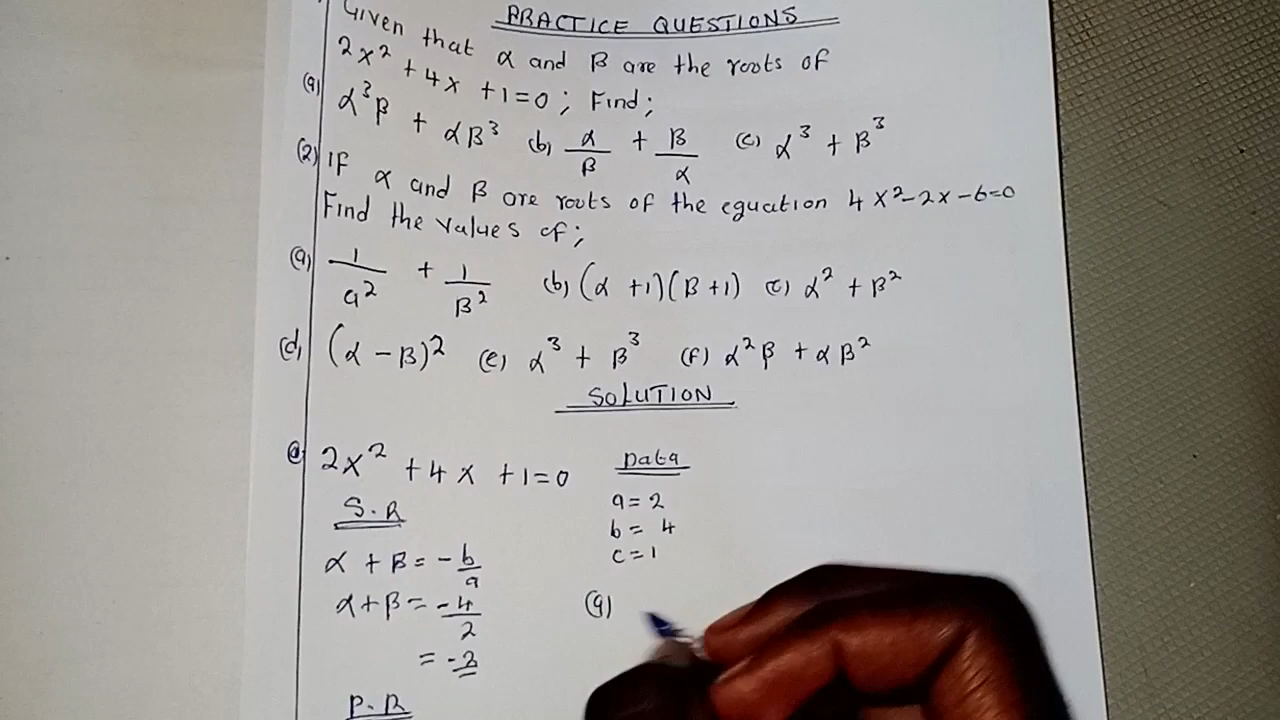 PRACTICE QUESTIONS
Given that α and β are the roots of
2x² + 4x + 1 = 0; Find;
(a) α³β + αβ³ (b) α/β + β/α (c) α³ + β³
(2) If α and β are roots of the equation 4x² - 2x - 6 = 0
Find the values of;
(a) 1/α² + 1/β² (b) (α + 1)(β + 1) (c) α² + β²
(d) (α - β)² (e) α³ + β³ (f) α²β + αβ²
SOLUTION
2x² + 4x + 1 = 0
Data
S.R
a = 2
b = 4
c = 1
α + β = -b/a
α + β = -4/2
= -2
(a)
P.R